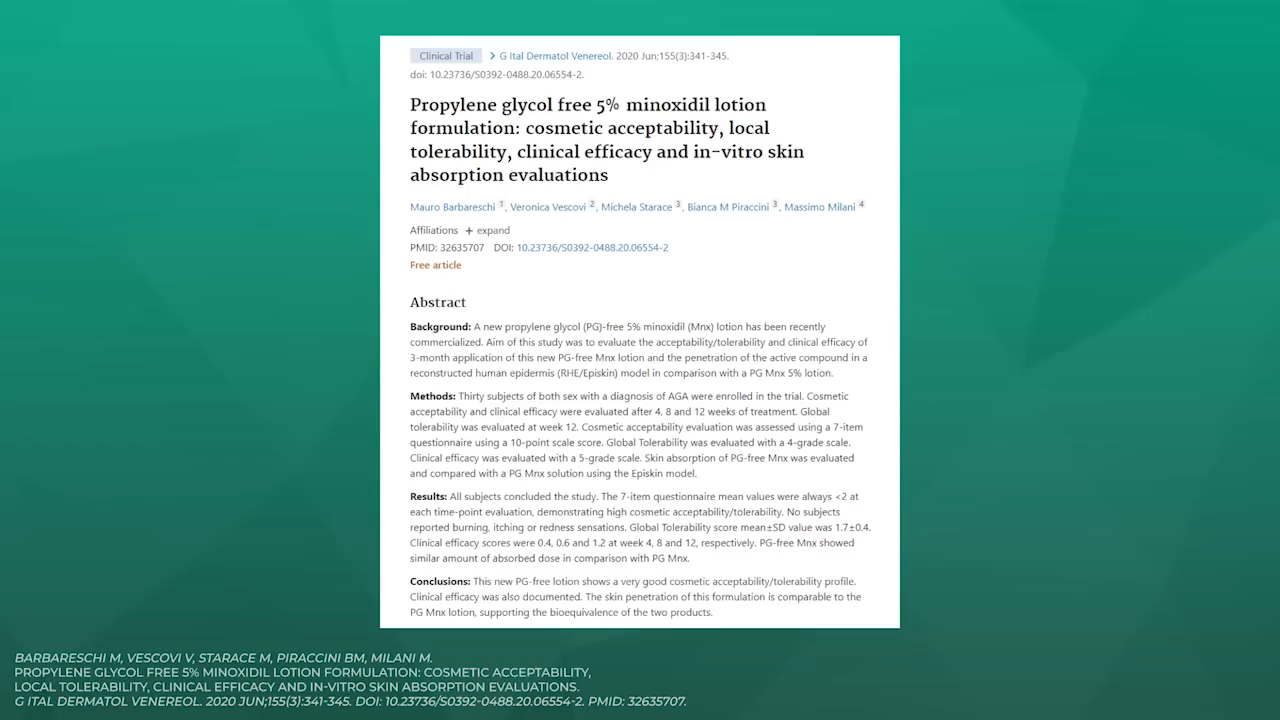 Clinical Trial > G Ital Dermatol Venereol. 2020 Jun;155(3):341-345.
doi: 10.23736/S0392-0488.20.06554-2.
Propylene glycol free 5% minoxidil lotion
formulation: cosmetic acceptability, local
tolerability, clinical efficacy and in-vitro skin
absorption evaluations
Mauro Barbareschi 1, Veronica Vescovi 2, Michela Starace 3, Bianca M Piraccini 3, Massimo Milani 4
Affiliations + expand
PMID: 32635707 DOI: 10.23736/S0392-0488.20.06554-2
Free article
Abstract
Background: A new propylene glycol (PG)-free 5% minoxidil (Mnx) lotion has been recently
commercialized. Aim of this study was to evaluate the acceptability/tolerability and clinical efficacy of
3-month application of this new PG-free Mnx lotion and the penetration of the active compound in a
reconstructed human epidermis (RHE/Episkin) model in comparison with a PG Mnx 5% lotion.
Methods: Thirty subjects of both sex with a diagnosis of AGA were enrolled in the trial. Cosmetic
acceptability and clinical efficacy were evaluated after 4, 8 and 12 weeks of treatment. Global
tolerability was evaluated at week 12. Cosmetic acceptability evaluation was assessed using a 7-item
questionnaire using a 10-point scale score. Global Tolerability was evaluated with a 4-grade scale.
Clinical efficacy was evaluated with a 5-grade scale. Skin absorption of PG-free Mnx was evaluated
and compared with a PG Mnx solution using the Episkin model.
Results: All subjects concluded the study. The 7-item questionnaire mean values were always <2 at
each time-point evaluation, demonstrating high cosmetic acceptability/tolerability. No subjects
reported burning, itching or redness sensations. Global Tolerability score mean±SD value was 1.7±0.4.
Clinical efficacy scores were 0.4, 0.6 and 1.2 at week 4, 8 and 12, respectively. PG-free Mnx showed
similar amount of absorbed dose in comparison with PG Mnx.
Conclusions: This new PG-free lotion shows a very good cosmetic acceptability/tolerability profile.
Clinical efficacy was also documented. The skin penetration of this formulation is comparable to the
PG Mnx lotion, supporting the bioequivalence of the two products.
BARBARESCHI M, VESCOVI V, STARACE M, PIRACCINI BM, MILANI M.
PROPYLENE GLYCOL FREE 5% MINOXIDIL LOTION FORMULATION: COSMETIC ACCEPTABILITY,
LOCAL TOLERABILITY, CLINICAL EFFICACY AND IN-VITRO SKIN ABSORPTION EVALUATIONS.
G ITAL DERMATOL VENEREOL. 2020 JUN;155(3):341-345. DOI: 10.23736/S0392-0488.20.06554-2. PMID: 32635707.